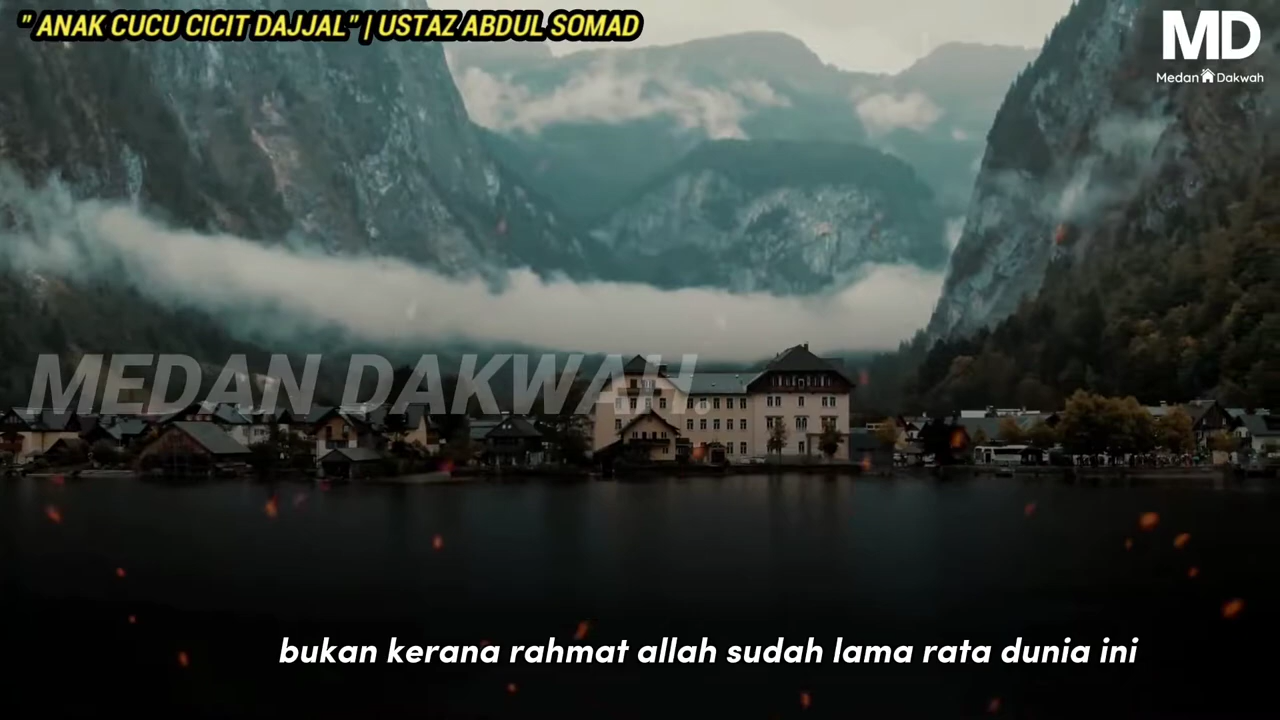 " ANAK CUCU CICIT DAJJAL" | USTAZ ABDUL SOMAD
MD
Medan Dakwah
MEDAN DAKWAH.
bukan kerana rahmat allah sudah lama rata dunia ini